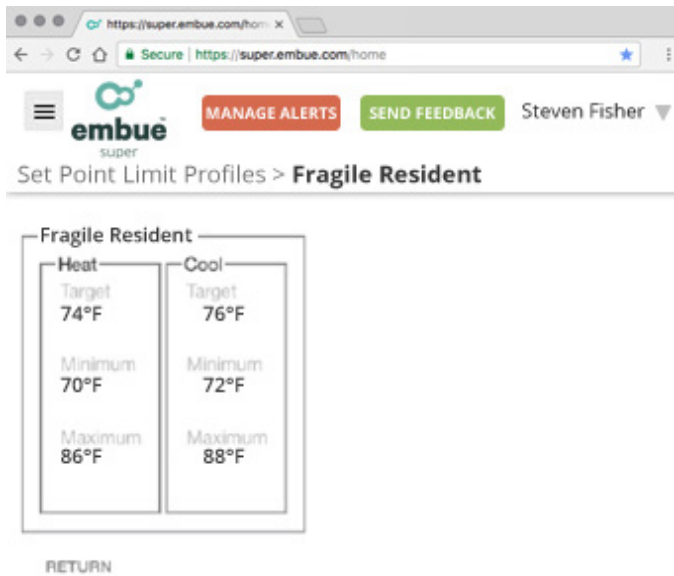 https://super.embue.com/hom
Secure | https://super.embue.com/home
embue
super
MANAGE ALERTS
SEND FEEDBACK
Steven Fisher
Set Point Limit Profiles > Fragile Resident
Fragile Resident
Heat
Cool
Target
Target
74°F
76°F
Minimum
Minimum
70°F
72°F
Maximum
Maximum
86°F
88°F
RETURN